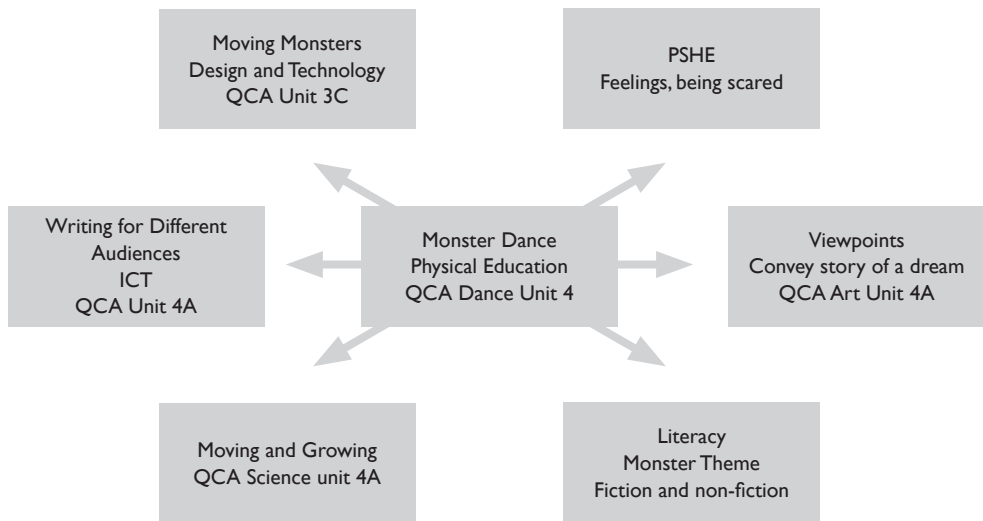 Moving Monsters
Design and Technology
QCA Unit 3C
PSHE
Feelings, being scared
Writing for Different
Audiences
ICT
QCA Unit 4A
Monster Dance
Physical Education
QCA Dance Unit 4
Viewpoints
Convey story of a dream
QCA Art Unit 4A
Moving and Growing
QCA Science unit 4A
Literacy
Monster Theme
Fiction and non-fiction